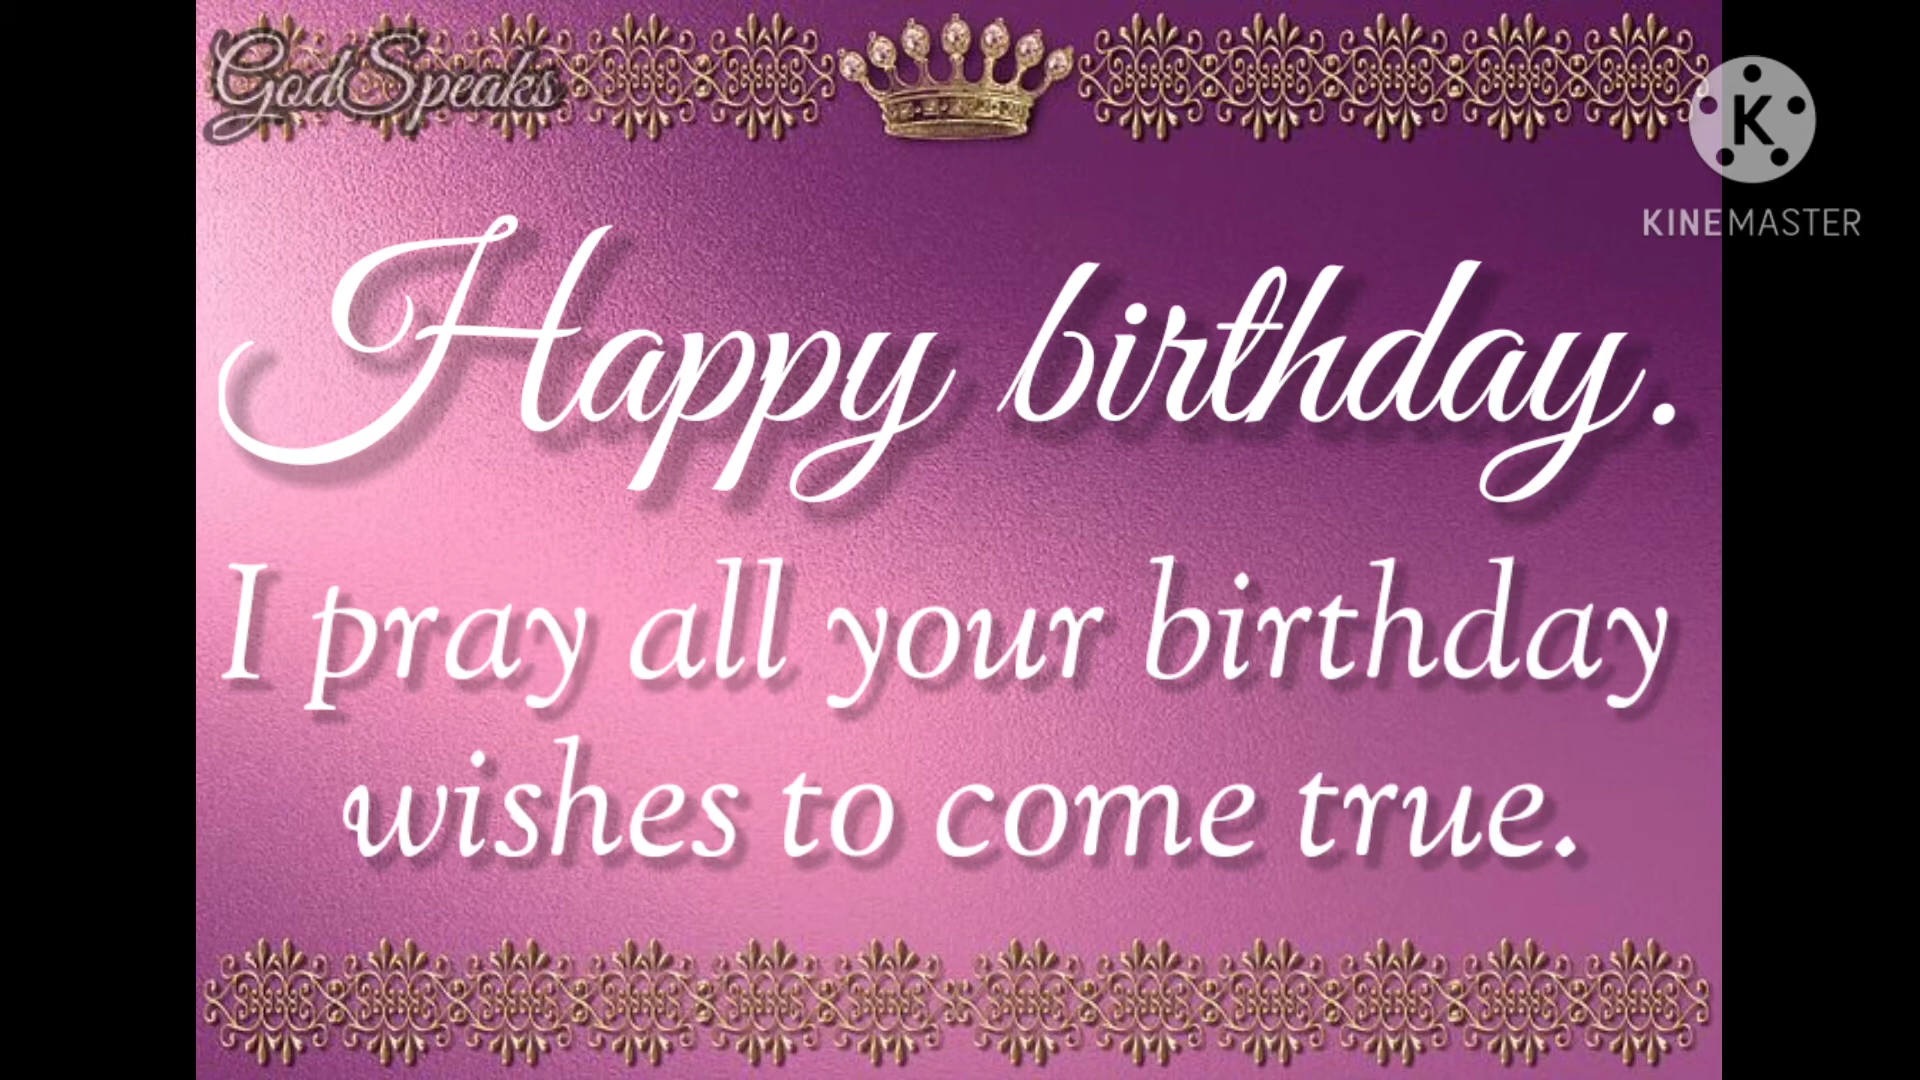 GodSpeaks
K
KINEMASTER
Happy birthday.
I pray all your birthday
wishes to come true.